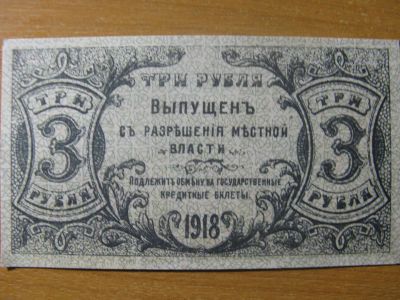 ТРИ РУБЛЯ
ВЫПУЩЕНЪ
СЪ РАЗРѢШЕНІЯ МѢСТНОЙ
ВЛАСТИ
ПОДЛЕЖИТЪ ОБМѢНУ НА ГОСУДАРСТВЕННЫЕ
КРЕДИТНЫЕ БИЛЕТЫ.
1918
ТРИ
3
РУБЛЯ
ТРИ
3
РУБЛЯ